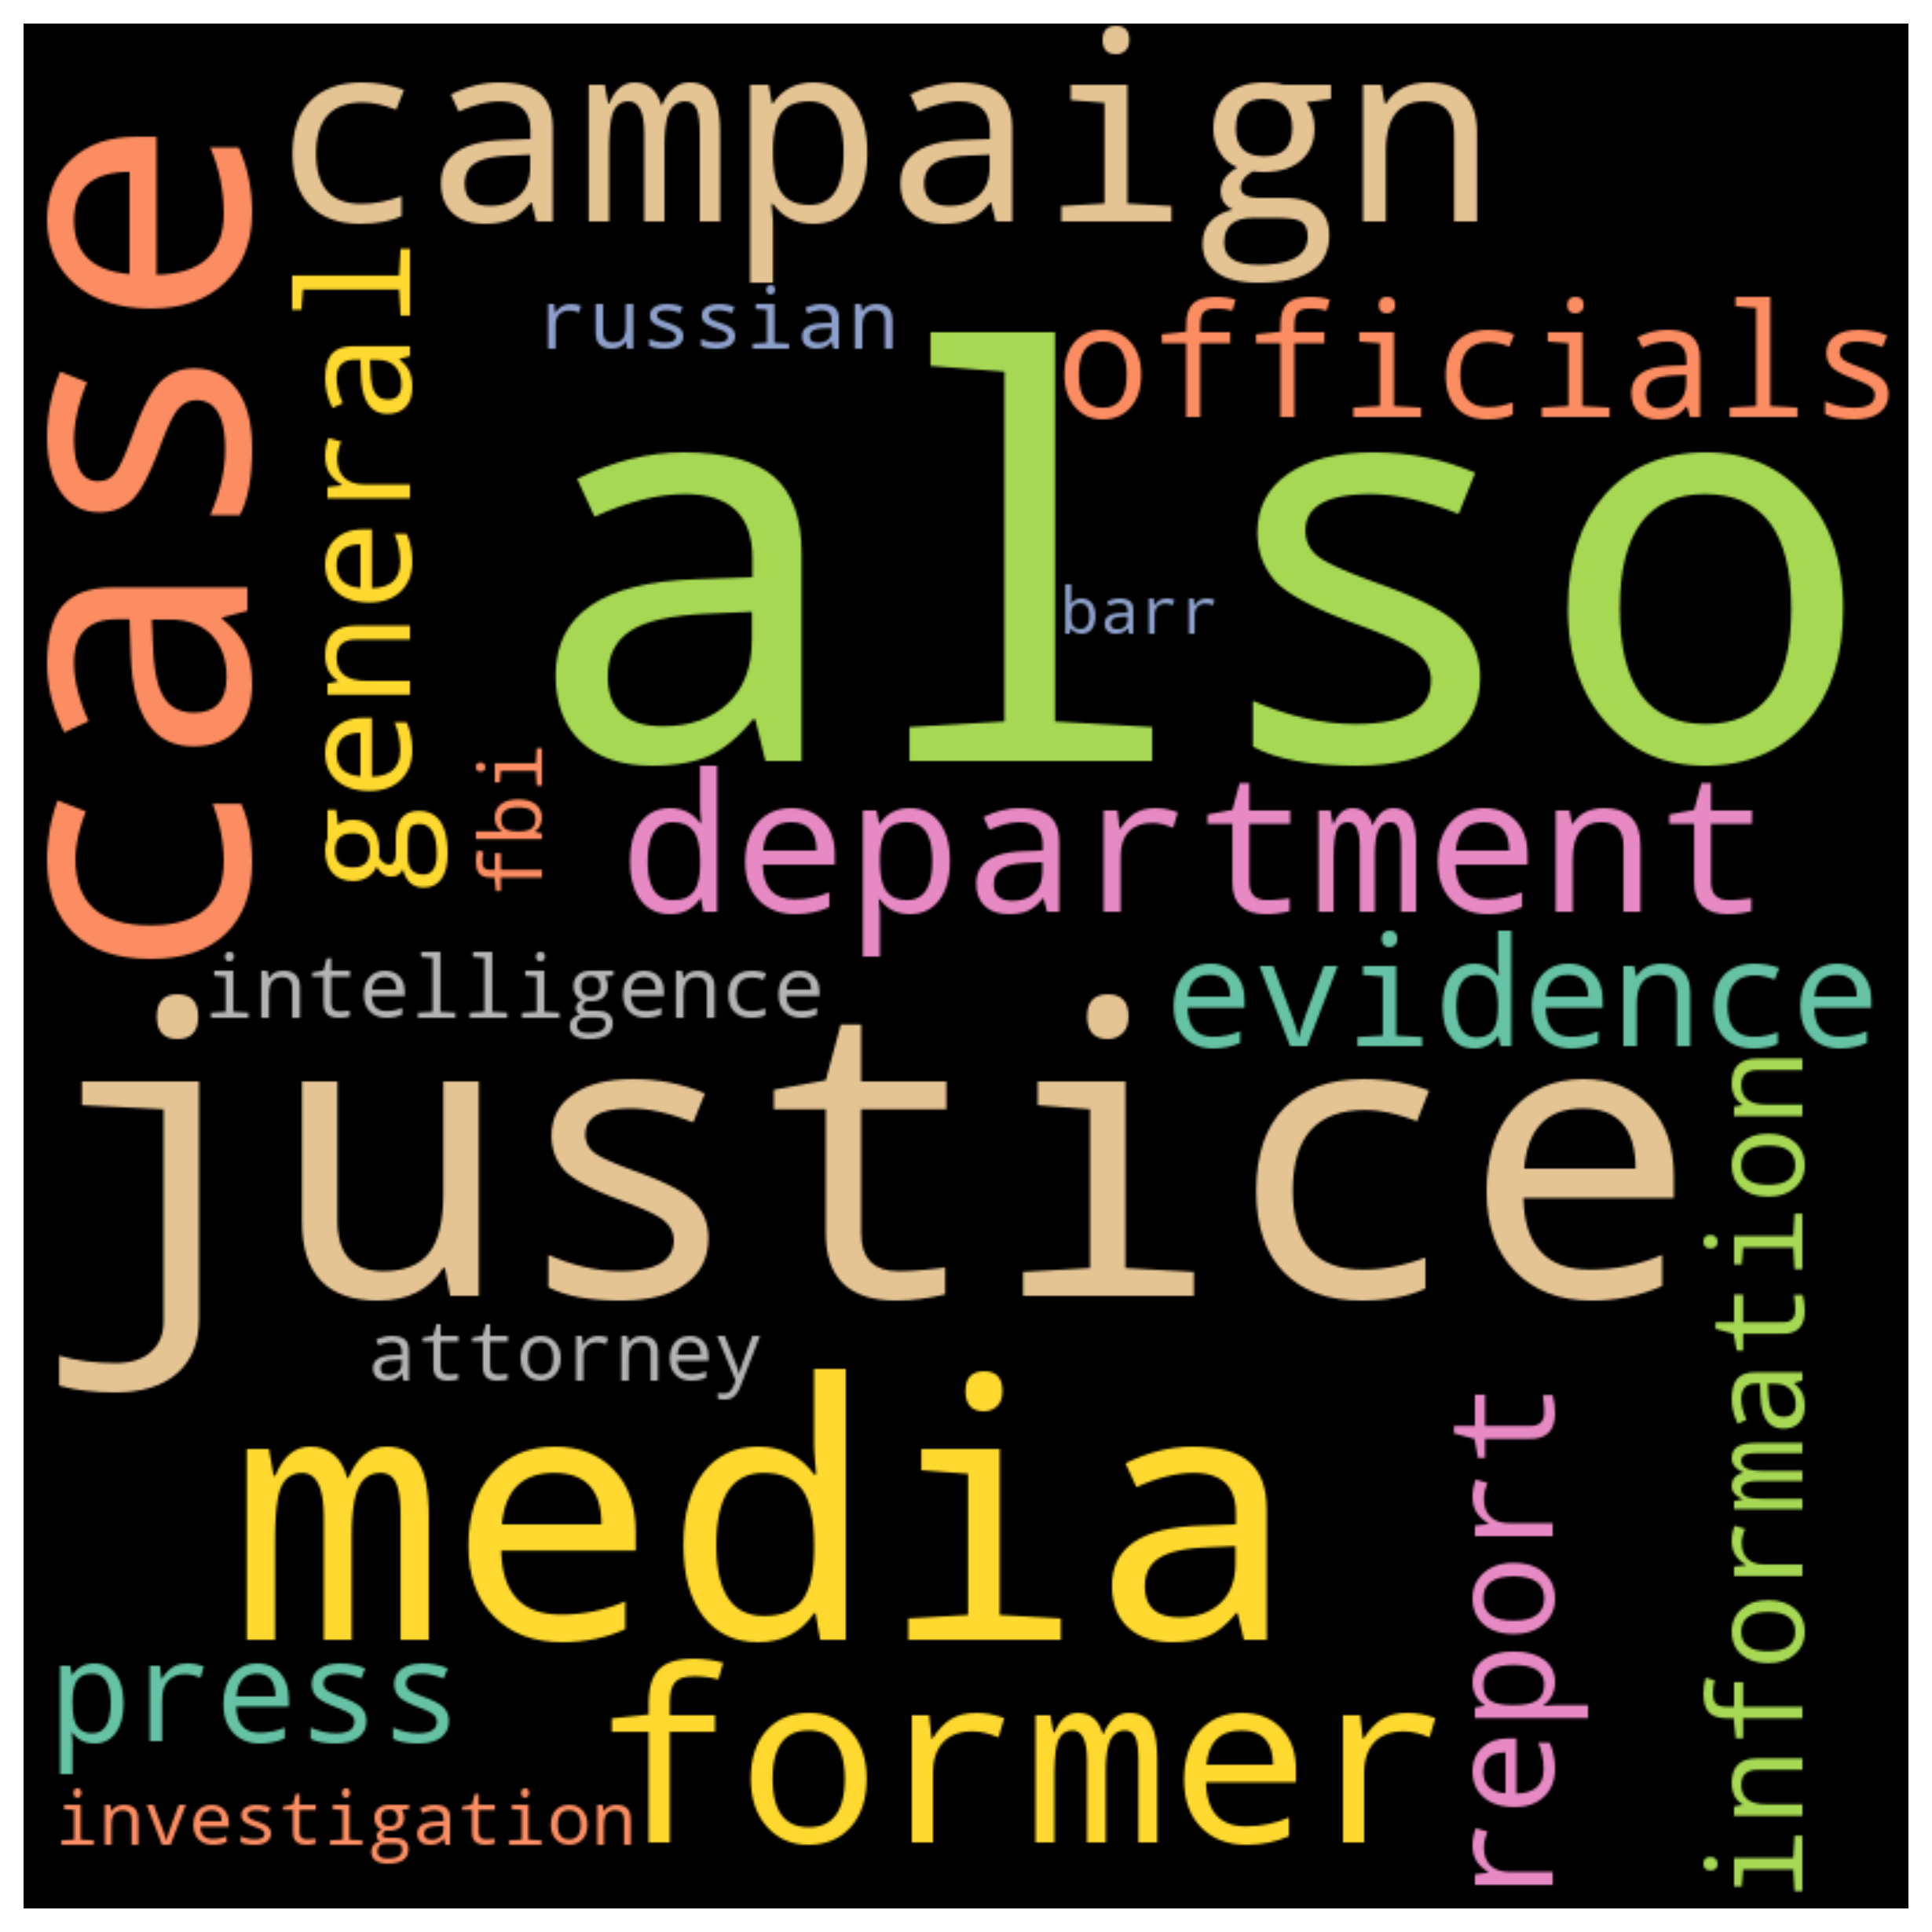 campaign
case
general
russian
officials
also
barr
fbi
department
intelligence
evidence
justice
information
attorney
media
report
press
former
investigation